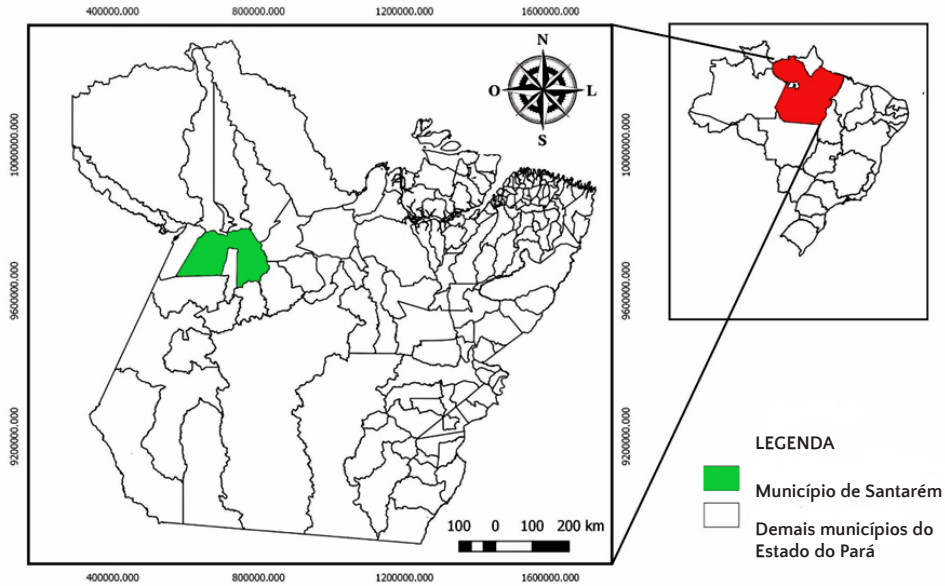 400000.000 800000.000 1200000.000 1600000.000
N
O L
S
10000000.000
9600000.000
9200000.000
10000000.000
9600000.000
9200000.000
100 0 100 200 km
400000.000 800000.000 1200000.000 1600000.000
LEGENDA
Município de Santarém
Demais municípios do
Estado do Pará